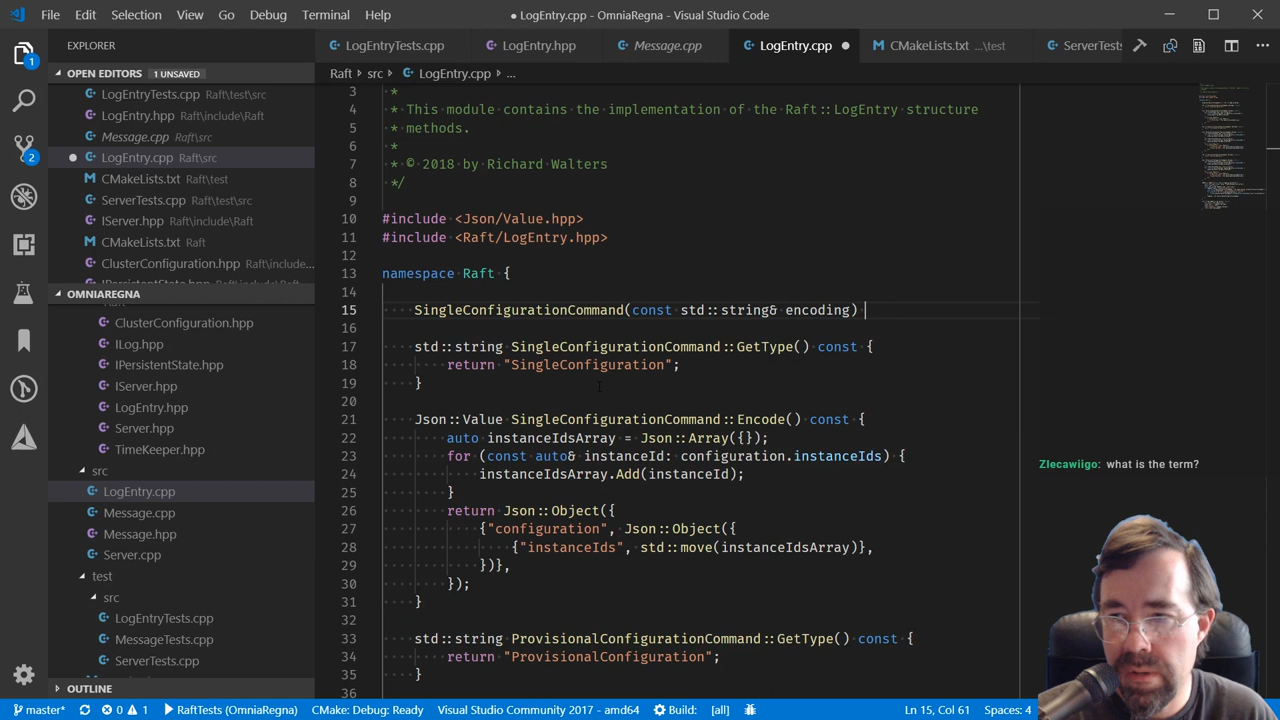 File Edit Selection View Go Debug Terminal Help
● LogEntry.cpp - OmniaRegna - Visual Studio Code
EXPLORER
LogEntryTests.cpp
LogEntry.hpp
Message.cpp
LogEntry.cpp ●
CMakeLists.txt ...\test
ServerTests
OPEN EDITORS 1 UNSAVED
Raft > src > LogEntry.cpp > ...
LogEntryTests.cpp Raft\test\src
LogEntry.hpp Raft\include\Raft
Message.cpp Raft\src
● LogEntry.cpp Raft\src
CMakeLists.txt Raft\test
ServerTests.cpp Raft\test\src
IServer.hpp Raft\include\Raft
CMakeLists.txt Raft
ClusterConfiguration.hpp Raft\include...
OMNIAREGNA
ClusterConfiguration.hpp
ILog.hpp
IPersistentState.hpp
IServer.hpp
LogEntry.hpp
Server.hpp
TimeKeeper.hpp
src
LogEntry.cpp
Message.cpp
Message.hpp
Server.cpp
test
src
LogEntryTests.cpp
MessageTests.cpp
ServerTests.cpp
OUTLINE
1
2
3 *
4 * This module contains the implementation of the Raft::LogEntry structure
5 * methods.
6 *
7 * © 2018 by Richard Walters
8 */
9
10 #include <Json/Value.hpp>
11 #include <Raft/LogEntry.hpp>
12
13 namespace Raft {
14
15 SingleConfigurationCommand(const std::string& encoding)
16
17 std::string SingleConfigurationCommand::GetType() const {
18 return "SingleConfiguration";
19 }
20
21 Json::Value SingleConfigurationCommand::Encode() const {
22 auto instanceIdsArray = Json::Array({});
23 for (const auto& instanceId: configuration.instanceIds) {
24 instanceIdsArray.Add(instanceId);
25 }
26 return Json::Object({
27 {"configuration", Json::Object({
28 {"instanceIds", std::move(instanceIdsArray)},
29 })},
30 });
31 }
32
33 std::string ProvisionalConfigurationCommand::GetType() const {
34 return "ProvisionalConfiguration";
35 }
36
Zlecawiigo: what is the term?
master* 0 1 RaftTests (OmniaRegna) CMake: Debug: Ready Visual Studio Community 2017 - amd64 Build: [all] Ln 15, Col 61 Spaces: 4